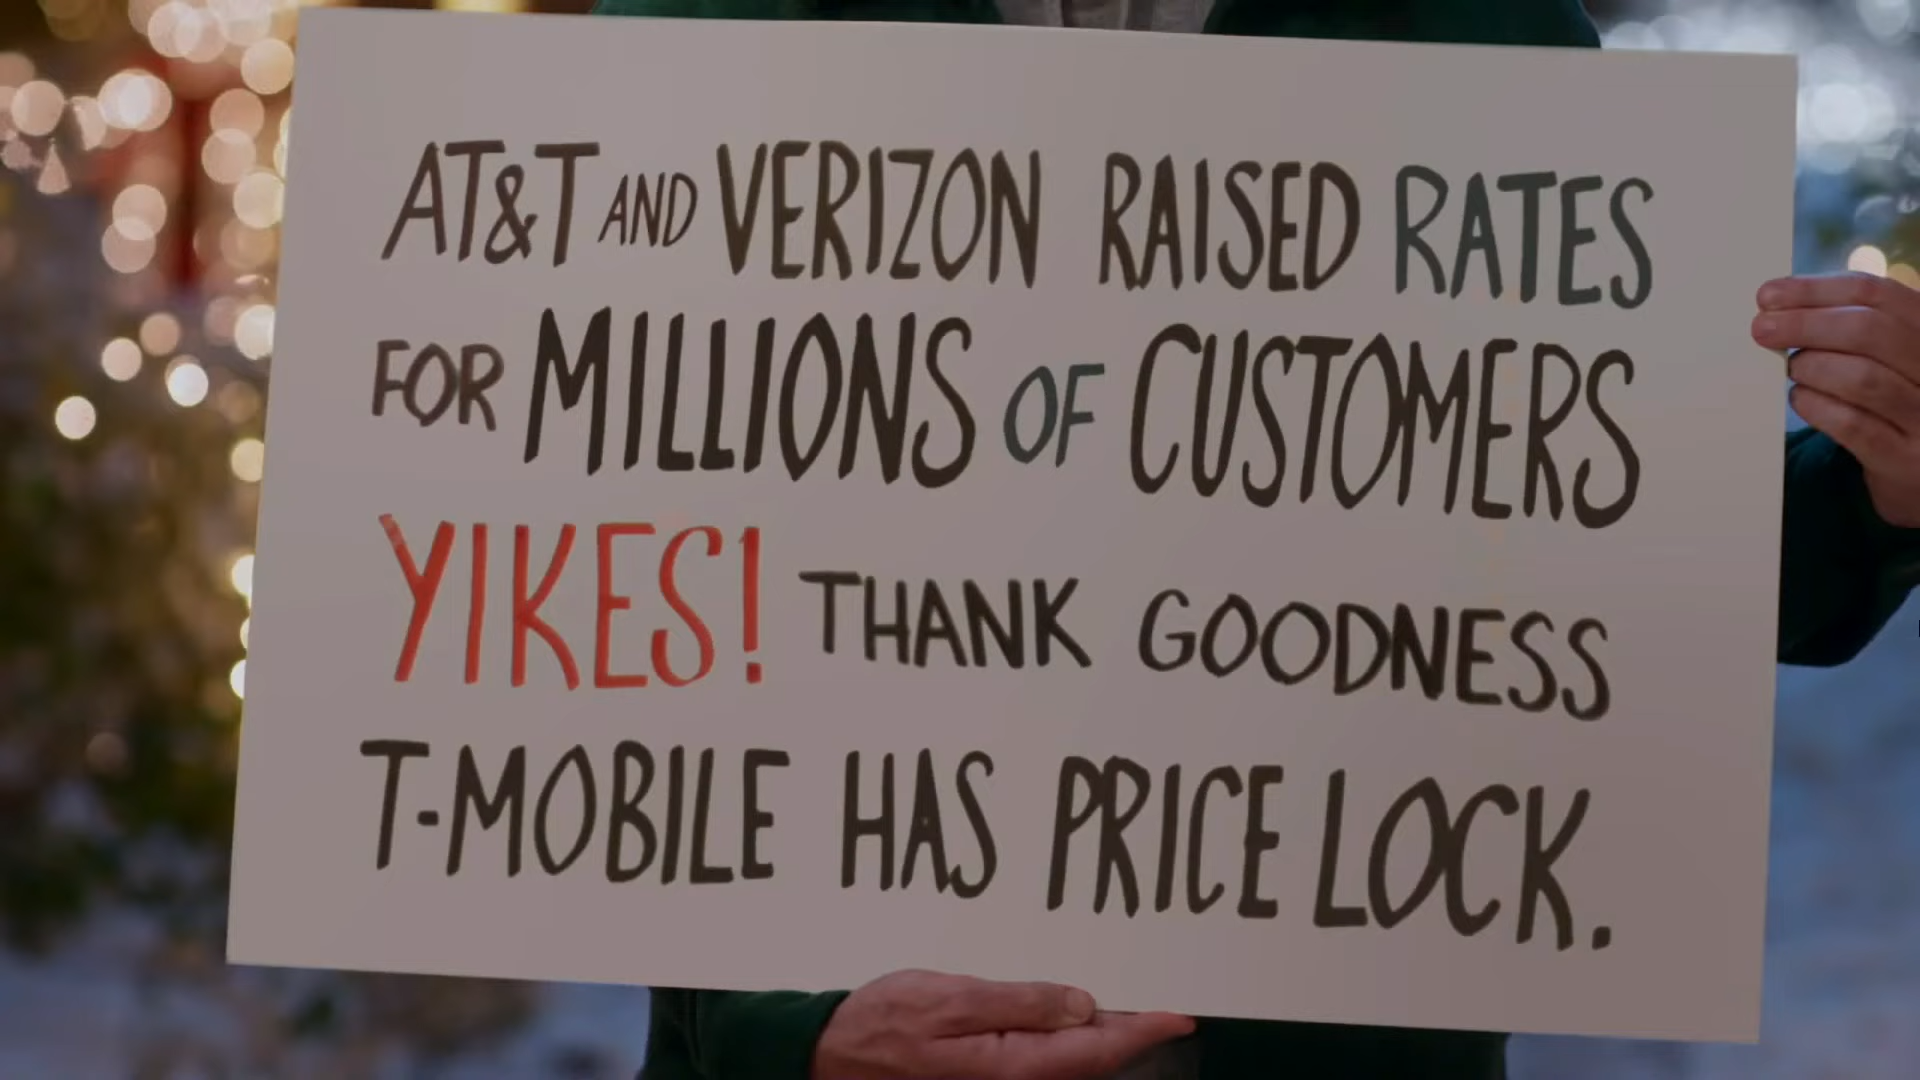 AT&T AND VERIZON RAISED RATES
FOR MILLIONS OF CUSTOMERS
YIKES! THANK GOODNESS
T-MOBILE HAS PRICE LOCK.